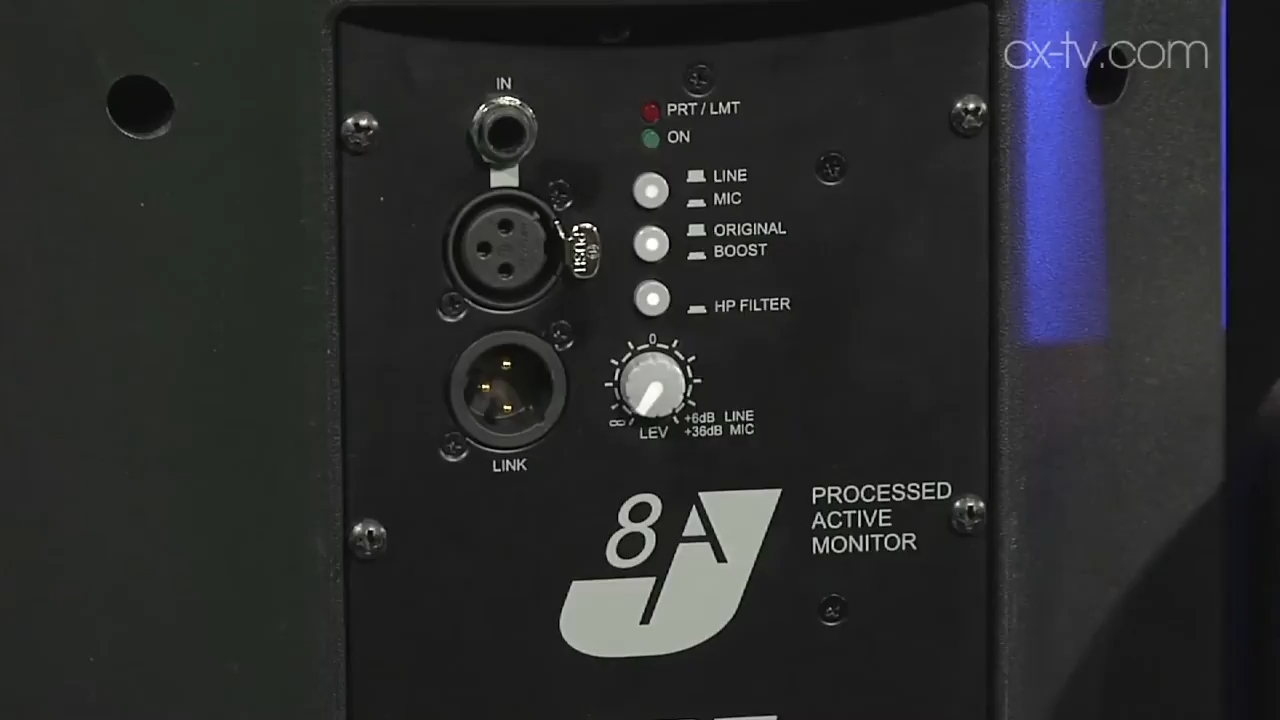 cx-tv.com
IN
PRT / LMT
ON
LINE
MIC
PUSH
ORIGINAL
BOOST
HP FILTER
0
∞
+6dB LINE
LEV +36dB MIC
LINK
8A
PROCESSED
ACTIVE
MONITOR